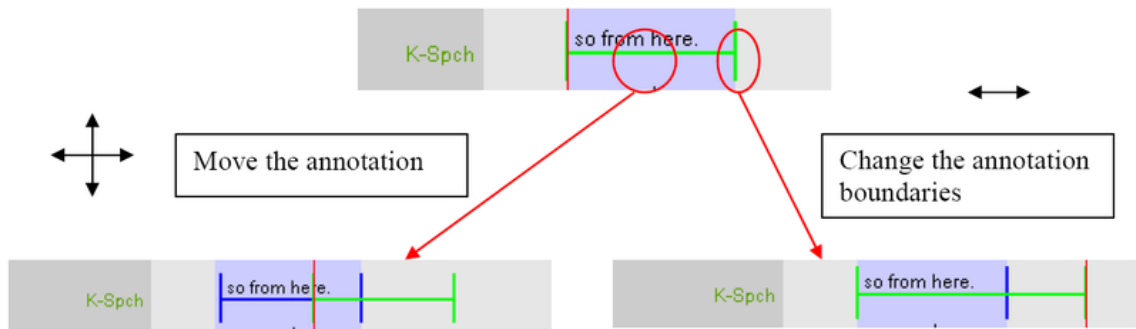 K-Spch
so from here.
Move the annotation
Change the annotation
boundaries
K-Spch
so from here.
K-Spch
so from here.